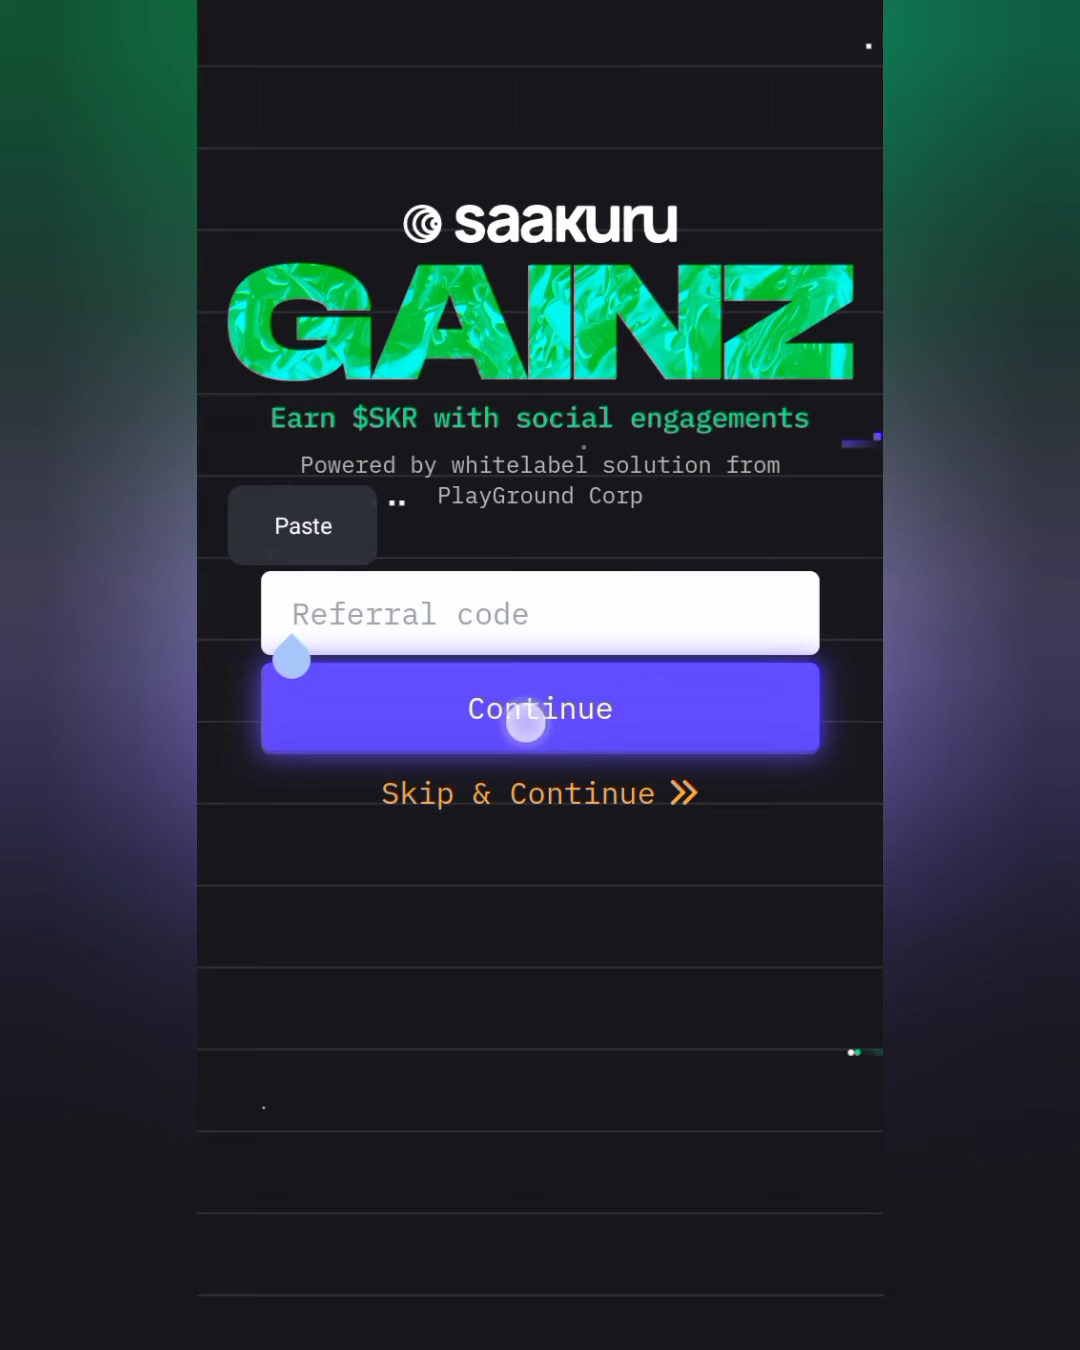 saakuru
GAINZ
Earn $SKR with social engagements
Powered by whitelabel solution from
PlayGround Corp
Paste
Referral code
Continue
Skip & Continue